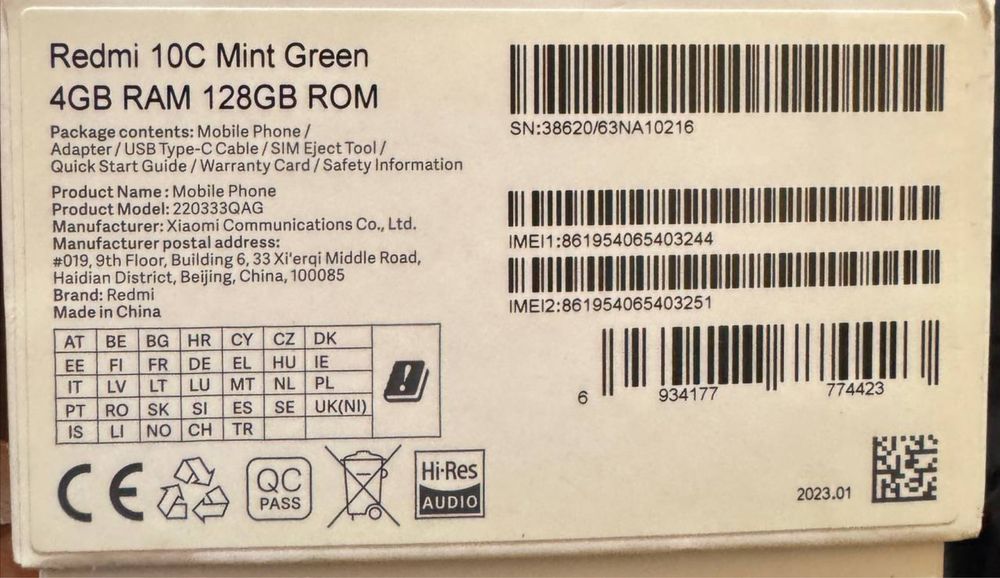 Redmi 10C Mint Green
4GB RAM 128GB ROM
Package contents: Mobile Phone /
Adapter / USB Type-C Cable / SIM Eject Tool /
Quick Start Guide / Warranty Card / Safety Information
Product Name: Mobile Phone
Product Model: 220333QAG
Manufacturer: Xiaomi Communications Co., Ltd.
Manufacturer postal address:
#019, 9th Floor, Building 6, 33 Xi'erqi Middle Road,
Haidian District, Beijing, China, 100085
Brand: Redmi
Made in China
AT BE BG HR CY CZ DK
EE FI FR DE EL HU IE
IT LV LT LU MT NL PL
PT RO SK SI ES SE UK(NI)
IS LI NO CH TR
CE
QC
PASS
Hi-Res
AUDIO
SN:38620/63NA10216
IMEI1:861954065403244
IMEI2:861954065403251
6 934177 774423
2023.01